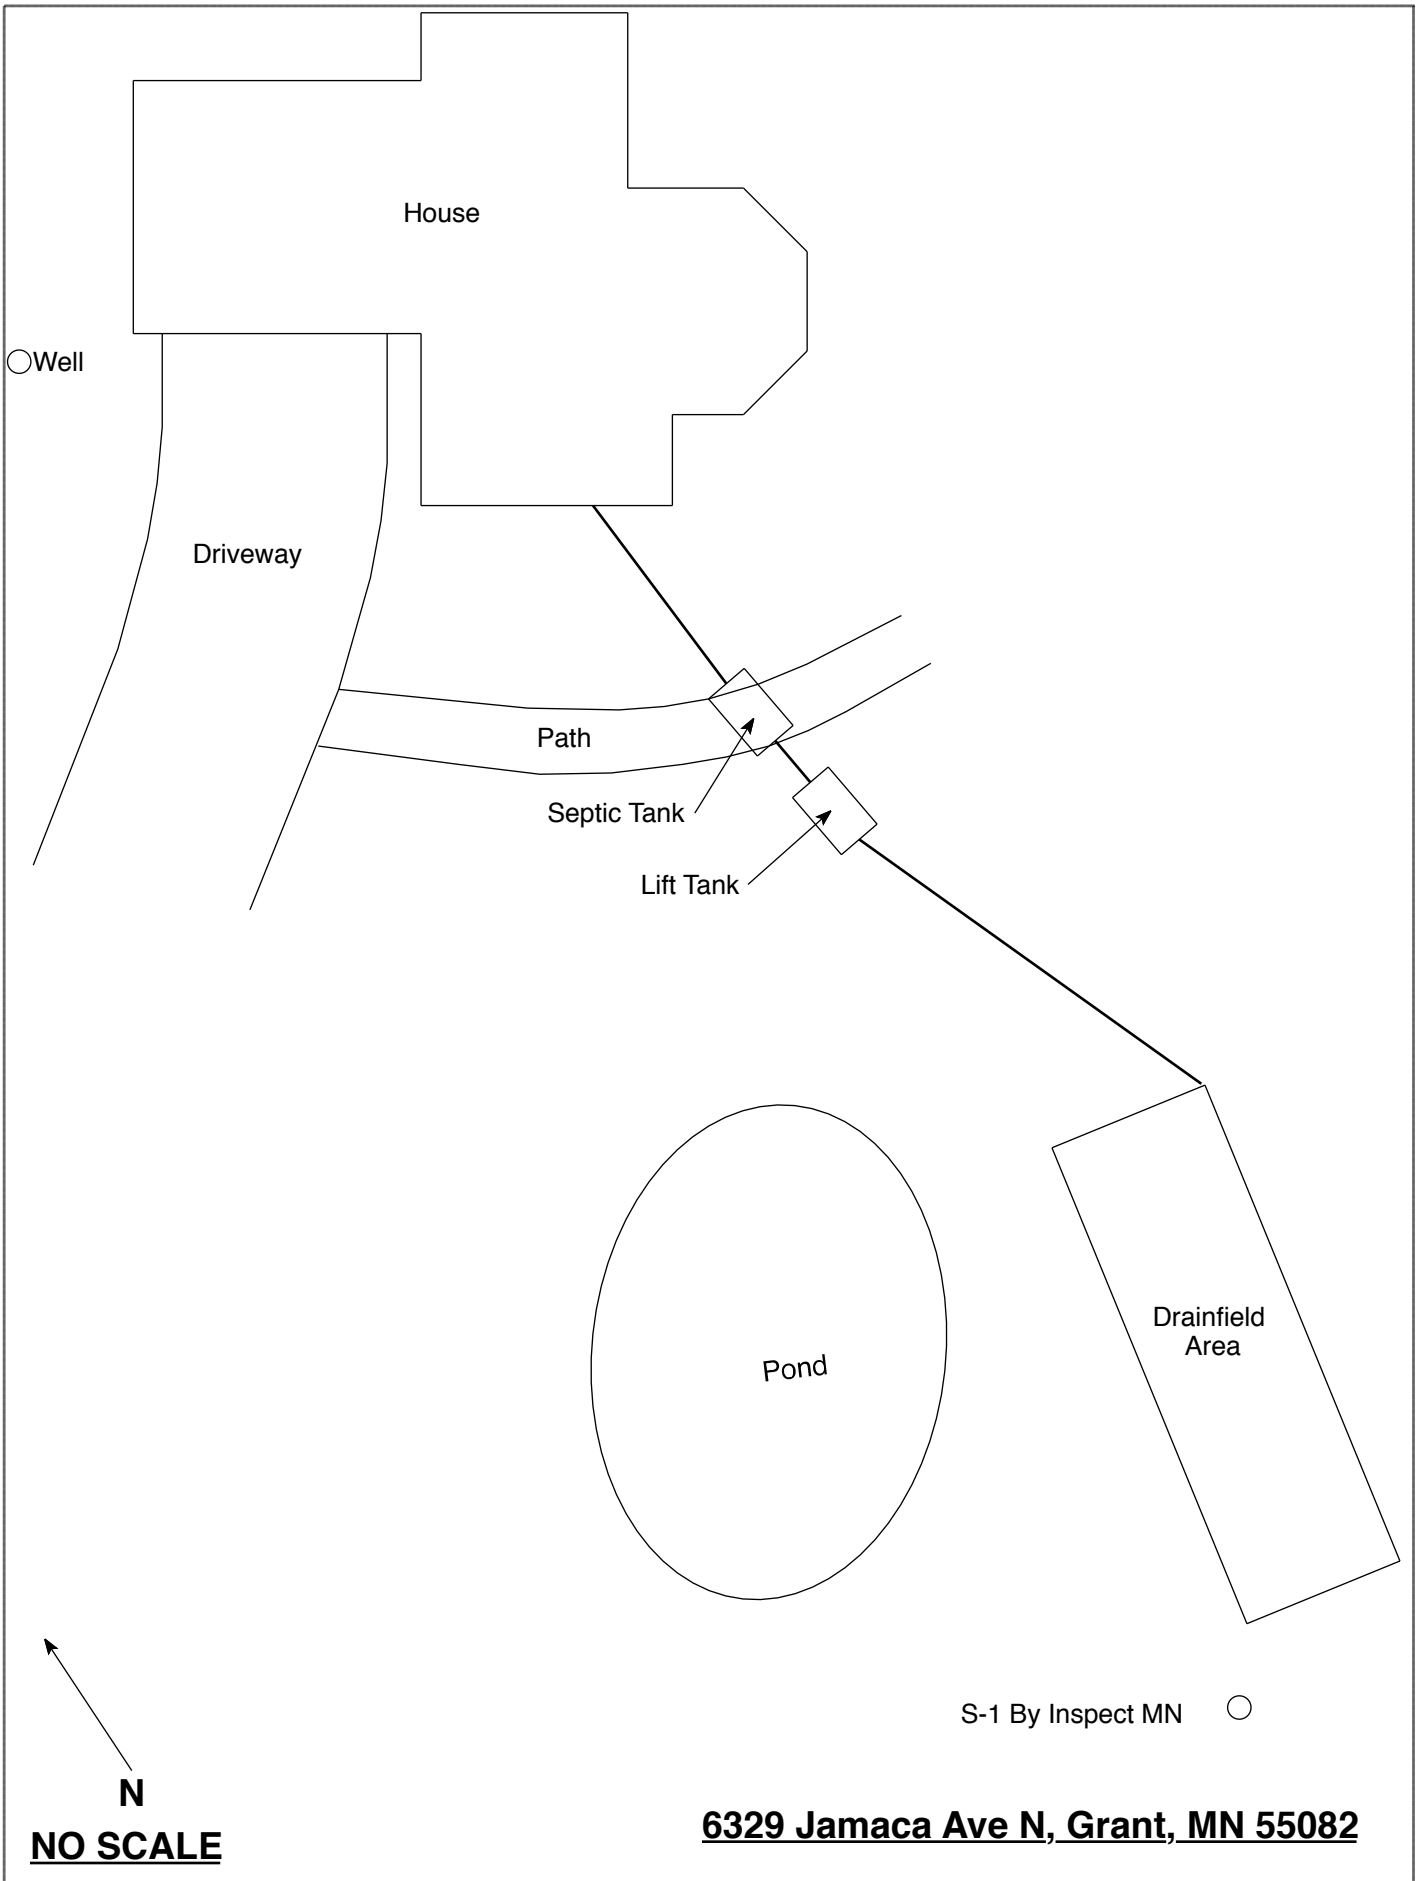 House
Well
Driveway
Path
Septic Tank
Lift Tank
Drainfield
Area
Pond
S-1 By Inspect MN
N
NO SCALE
6329 Jamaca Ave N, Grant, MN 55082